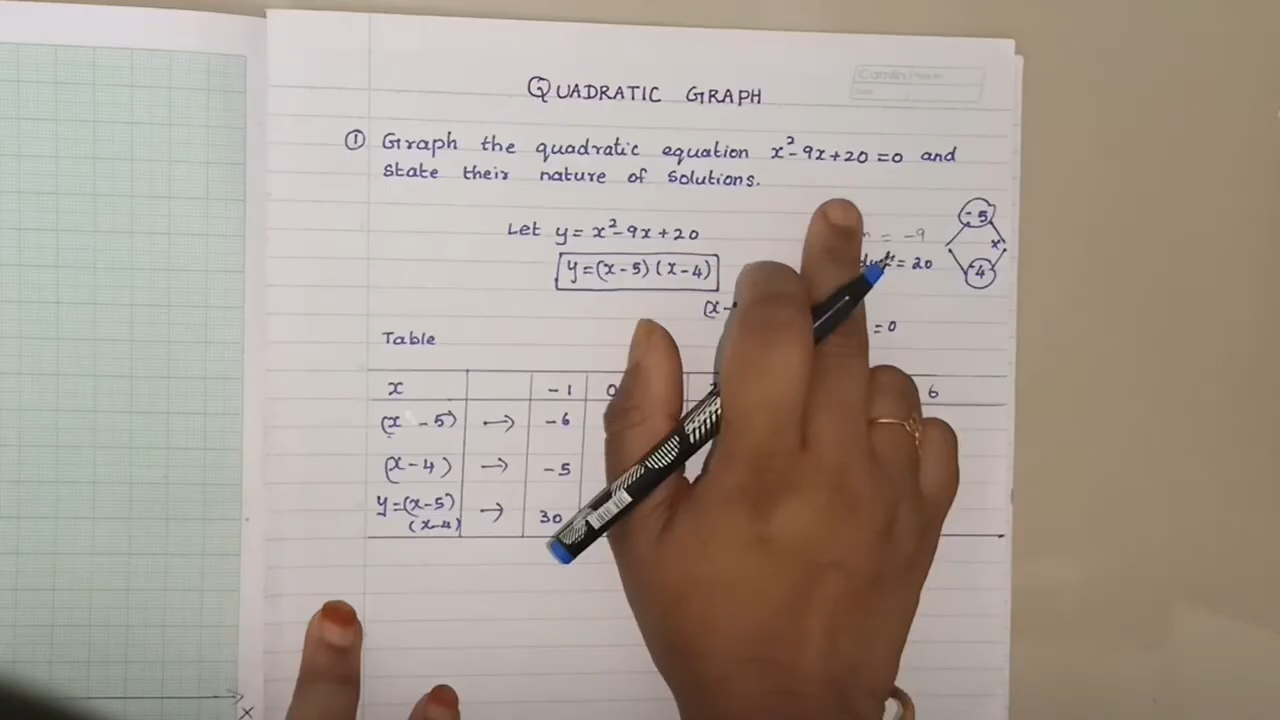 Camlin
QUADRATIC GRAPH
① Graph the quadratic equation x²-9x+20=0 and
state their nature of solutions.
Let y=x²-9x+20
y=(x-5)(x-4)
= -9
= 20
-5
x
-4
(x-
=0
Table
x -1 0 6
(x-5) → -6
(x-4) → -5
y=(x-5)
(x-4) → 30
X